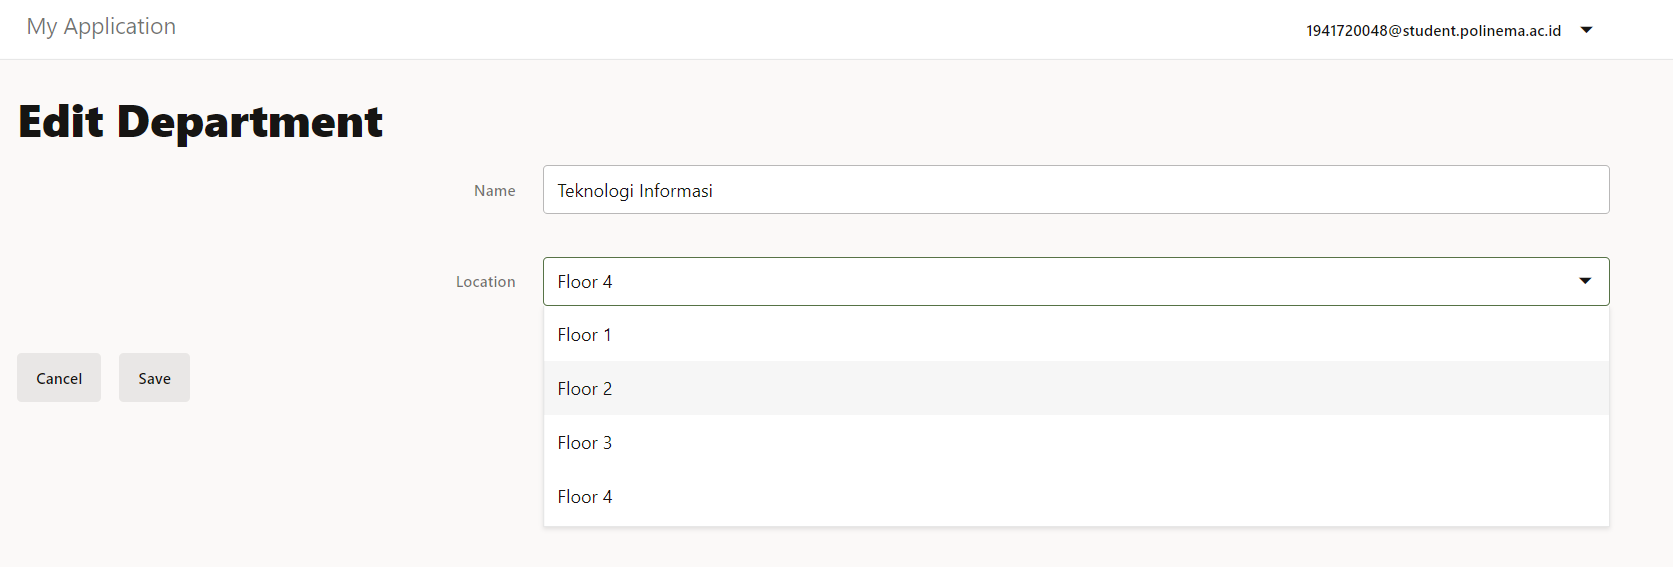 My Application
1941720048@student.polinema.ac.id
Edit Department
Name
Teknologi Informasi
Location
Floor 4
Floor 1
Floor 2
Floor 3
Floor 4
Cancel
Save